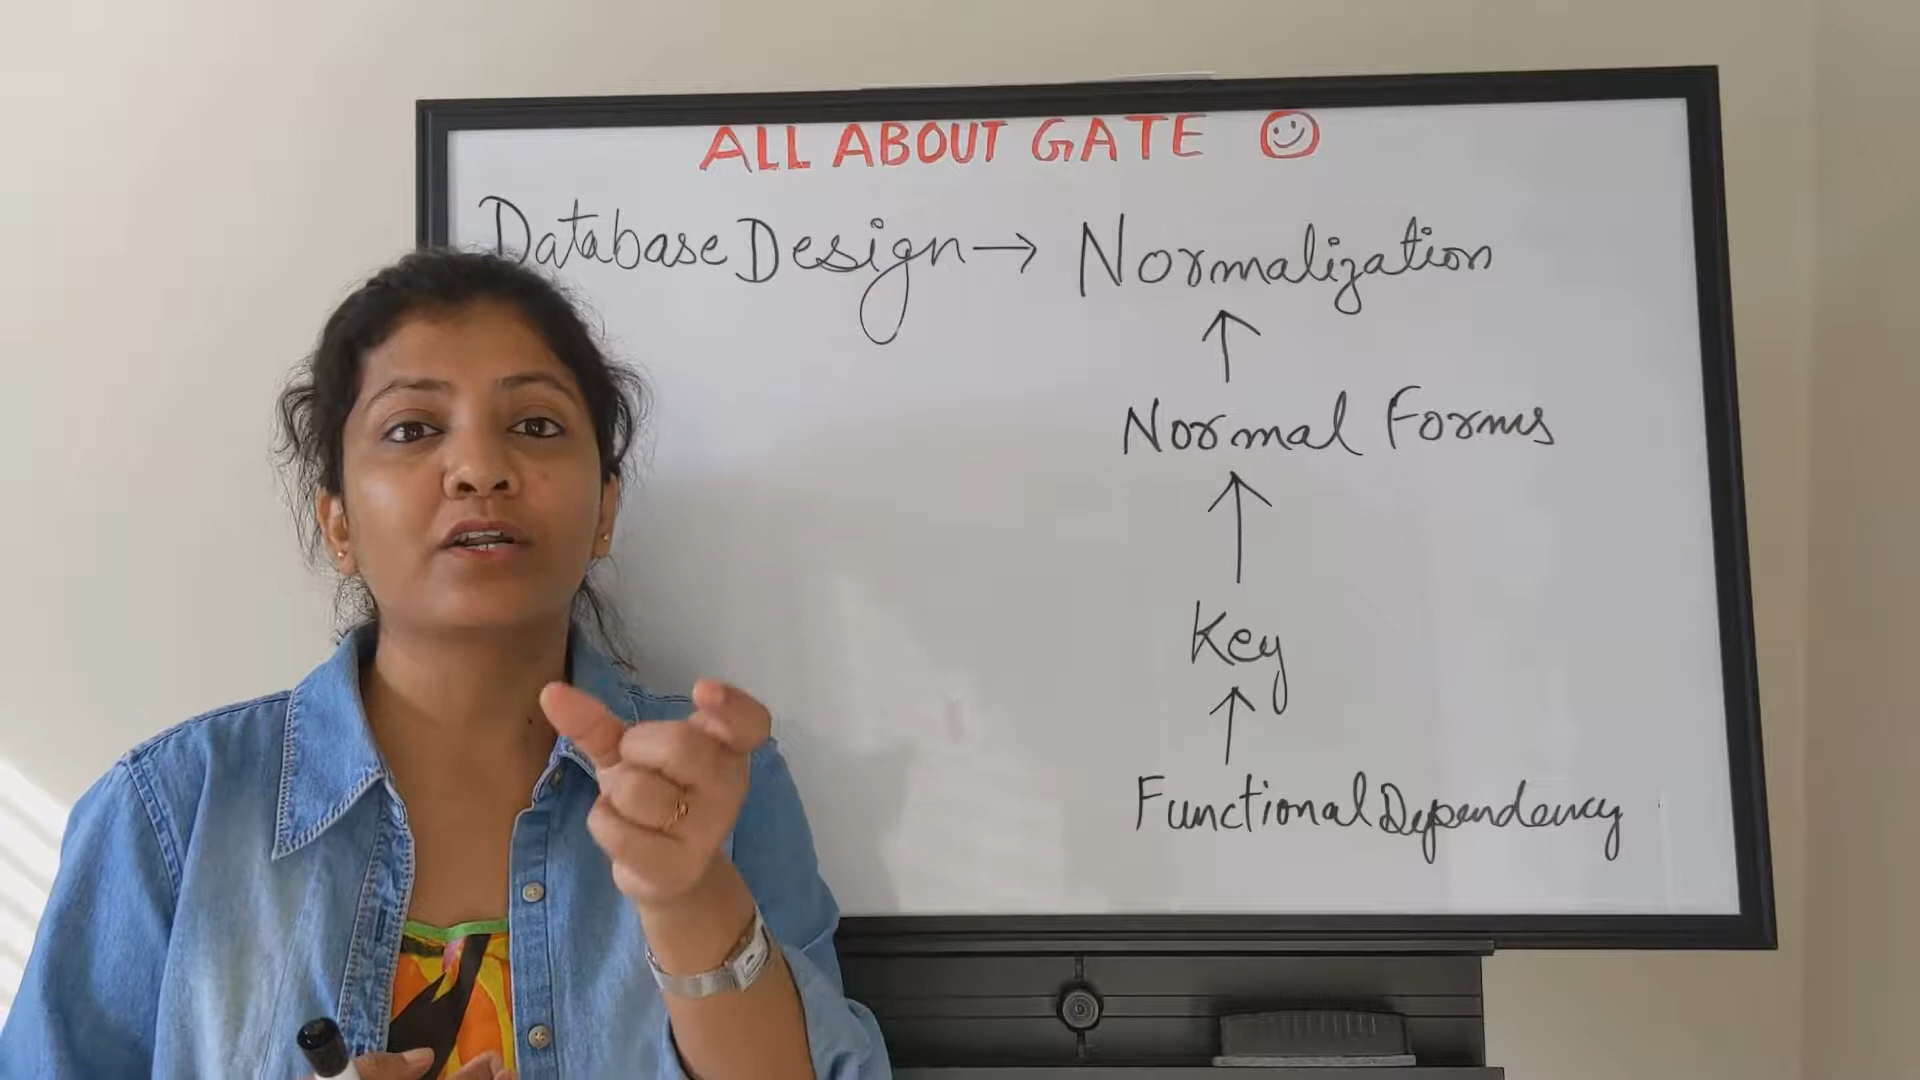 ALL ABOUT GATE
Database Design → Normalization
↑
Normal Forms
↑
Key
↑
Functional Dependency